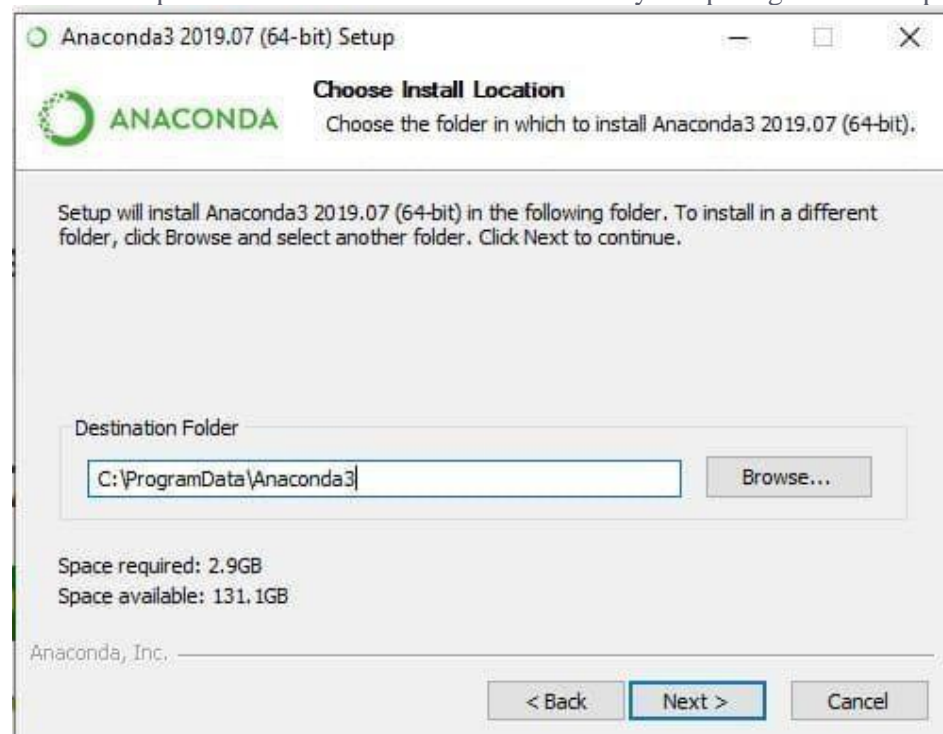 Anaconda3 2019.07 (64-bit) Setup
ANACONDA
Choose Install Location
Choose the folder in which to install Anaconda3 2019.07 (64-bit).
Setup will install Anaconda3 2019.07 (64-bit) in the following folder. To install in a different
folder, click Browse and select another folder. Click Next to continue.
Destination Folder
C:\ProgramData\Anaconda3
Browse...
Space required: 2.9GB
Space available: 131.1GB
Anaconda, Inc.
< Back
Next >
Cancel